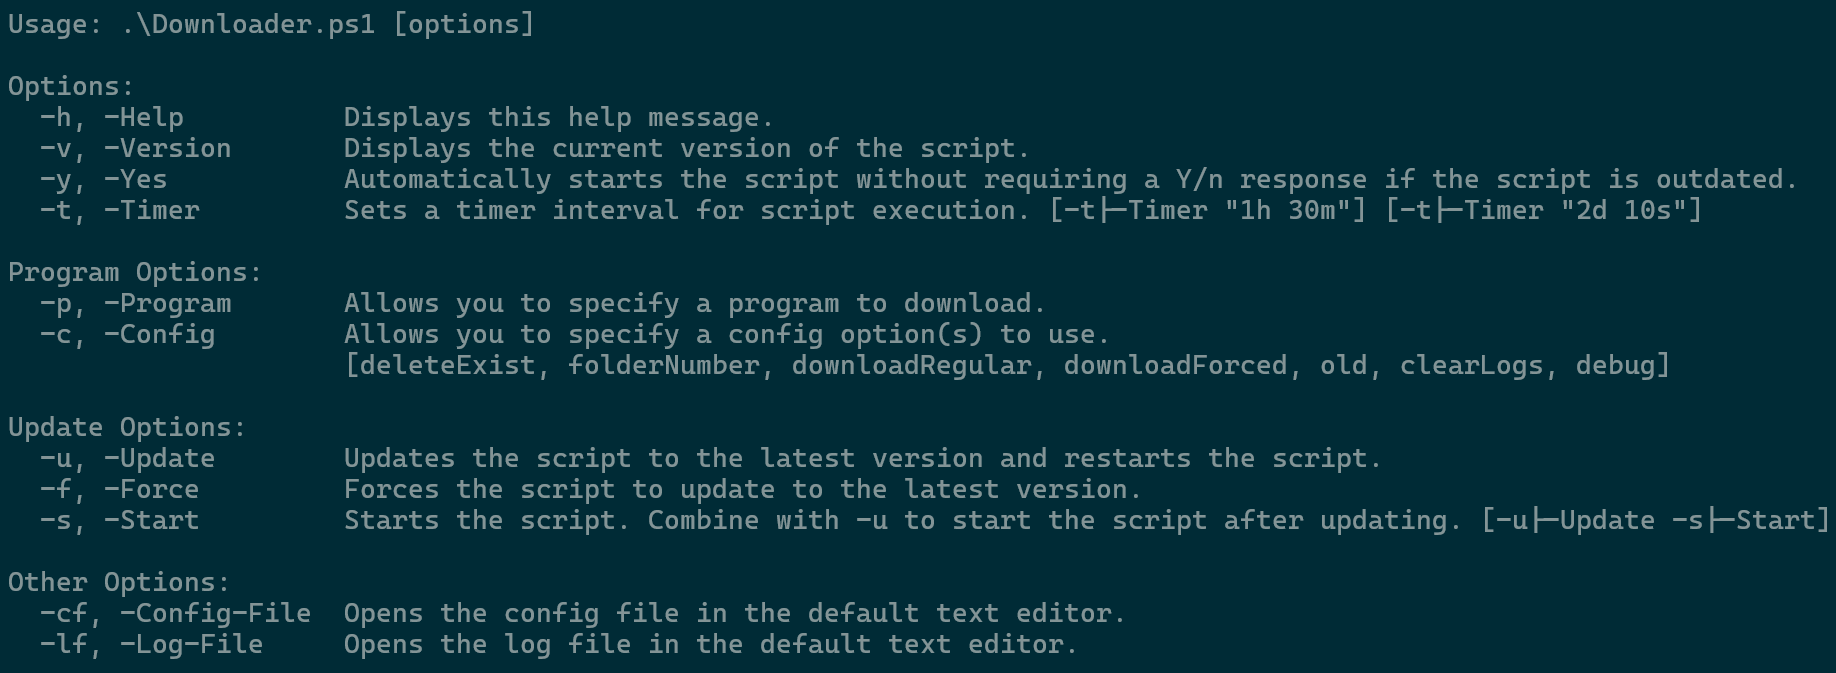 Usage: .\Downloader.ps1 [options]
Options:
-h, -Help Displays this help message.
-v, -Version Displays the current version of the script.
-y, -Yes Automatically starts the script without requiring a Y/n response if the script is outdated.
-t, -Timer Sets a timer interval for script execution. [-t|-Timer "1h 30m"] [-t|-Timer "2d 10s"]
Program Options:
-p, -Program Allows you to specify a program to download.
-c, -Config Allows you to specify a config option(s) to use.
[deleteExist, folderNumber, downloadRegular, downloadForced, old, clearLogs, debug]
Update Options:
-u, -Update Updates the script to the latest version and restarts the script.
-f, -Force Forces the script to update to the latest version.
-s, -Start Starts the script. Combine with -u to start the script after updating. [-u|-Update -s|-Start]
Other Options:
-cf, -Config-File Opens the config file in the default text editor.
-lf, -Log-File Opens the log file in the default text editor.